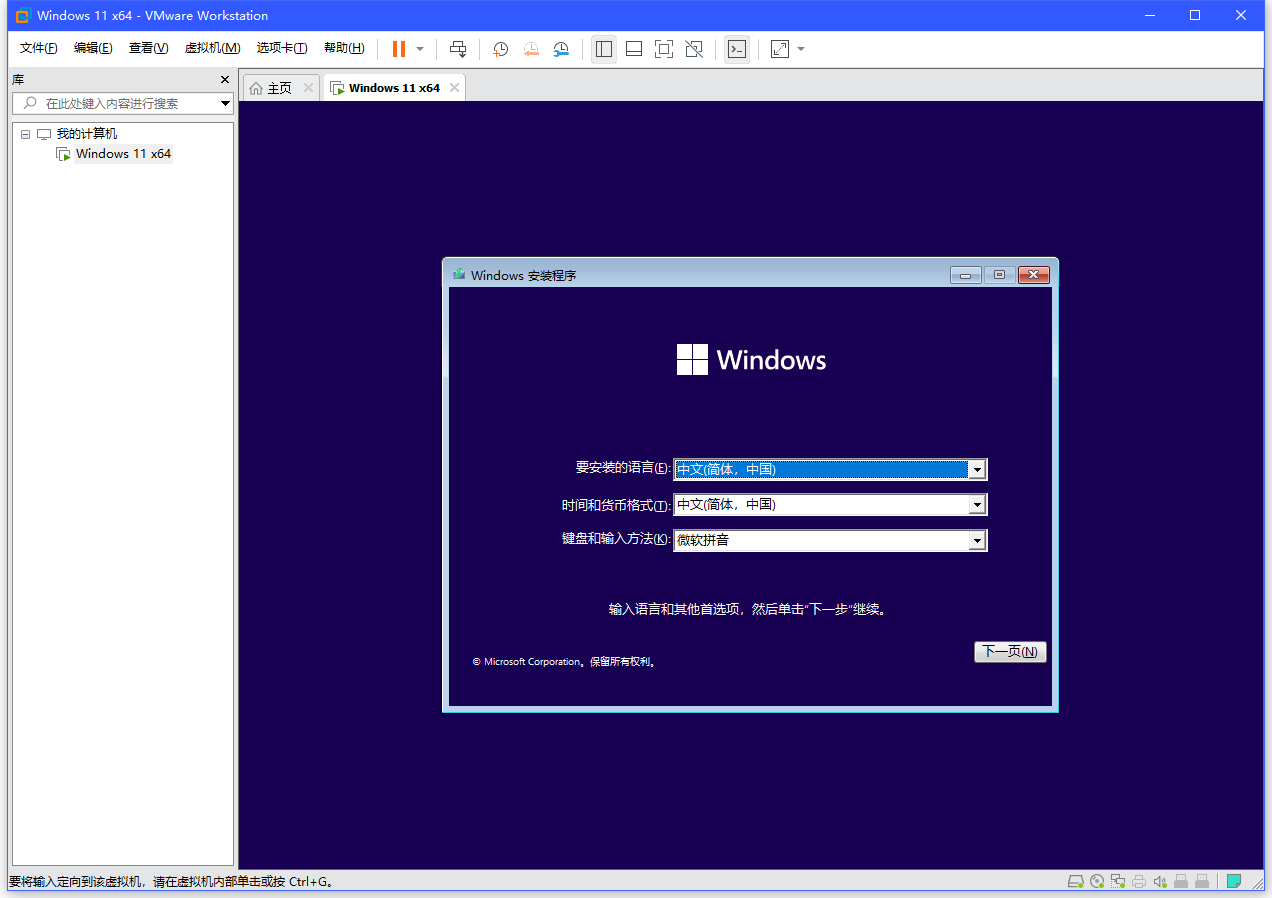 Windows 11 x64 - VMware Workstation
文件(F) 编辑(E) 查看(V) 虚拟机(M) 选项卡(T) 帮助(H)
库
在此处键入内容进行搜索
我的计算机
Windows 11 x64
主页 Windows 11 x64
Windows 安装程序
Windows
要安装的语言(E): 中文(简体，中国)
时间和货币格式(T): 中文(简体，中国)
键盘和输入方法(K): 微软拼音
输入语言和其他首选项，然后单击"下一步"继续。
© Microsoft Corporation。保留所有权利。
下一页(N)
要将输入定向到该虚拟机，请在虚拟机内部单击或按 Ctrl+G。